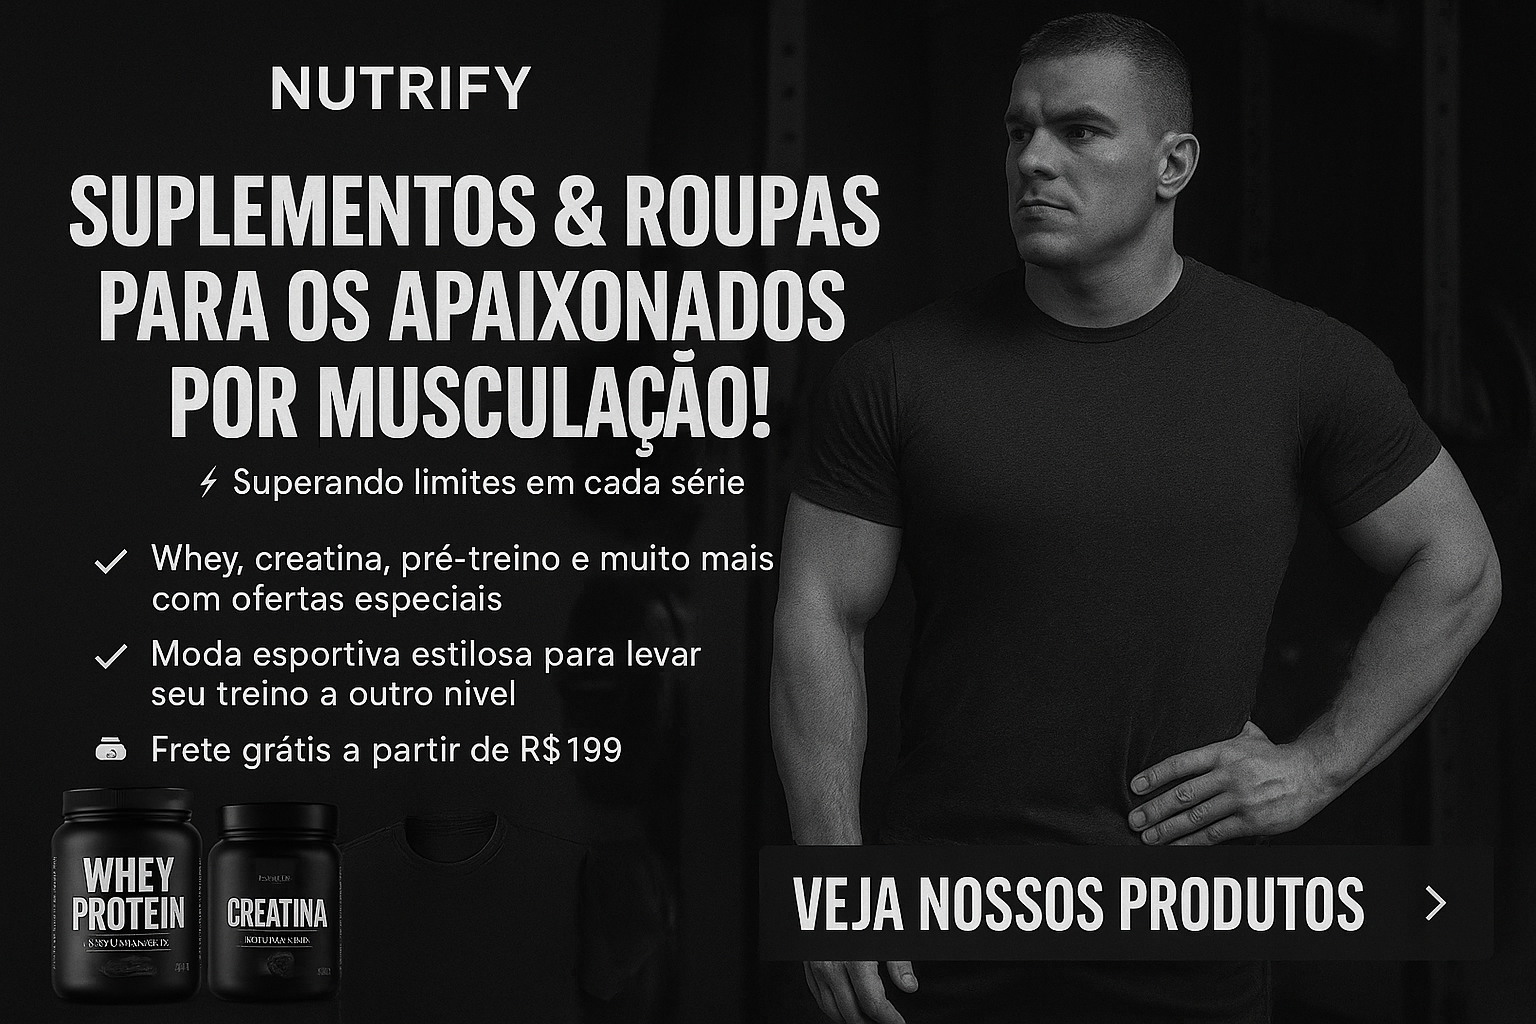 NUTRIFY
SUPLEMENTOS & ROUPAS
PARA OS APAIXONADOS
POR MUSCULAÇÃO!
Superando limites em cada série
Whey, creatina, pré-treino e muito mais
com ofertas especiais
Moda esportiva estilosa para levar
seu treino a outro nivel
Frete grátis a partir de R$199
WHEY
PROTEIN
CREATINA
VEJA NOSSOS PRODUTOS